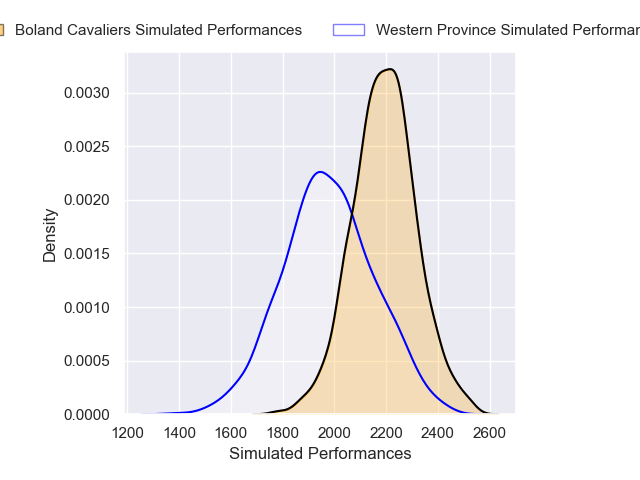 Boland Cavaliers Simulated Performances Western Province Simulated
0.0030
0.0025
0.0020
0.0015
0.0010
0.0005
0.0000
Density
1200 1400 1600 1800 2000 2200 2400 2600
Simulated Performances